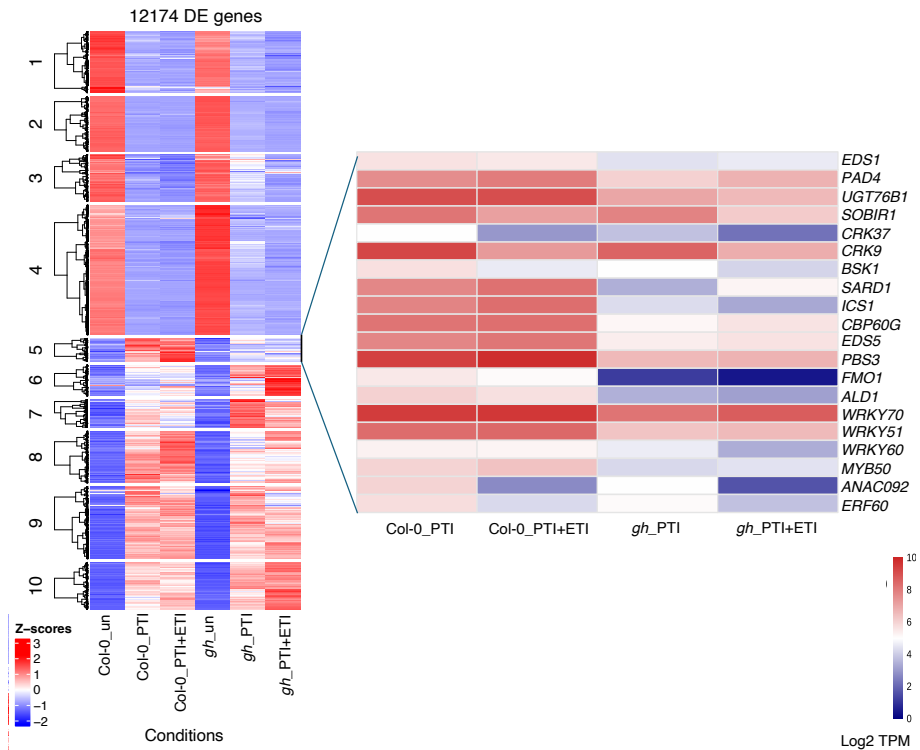 12174 DE genes
1
2
3
4
5
6
7
8
9
10
Col-0_un
Col-0_PTI
Col-0_PTI+ETI
gh_un
gh_PTI
gh_PTI+ETI
Conditions
Z−scores
3
2
1
0
−1
−2
EDS1
PAD4
UGT76B1
SOBIR1
CRK37
CRK9
BSK1
SARD1
ICS1
CBP60G
EDS5
PBS3
FMO1
ALD1
WRKY70
WRKY51
WRKY60
MYB50
ANAC092
ERF60
Col-0_PTI
Col-0_PTI+ETI
gh_PTI
gh_PTI+ETI
10
8
6
4
2
0
Log2 TPM